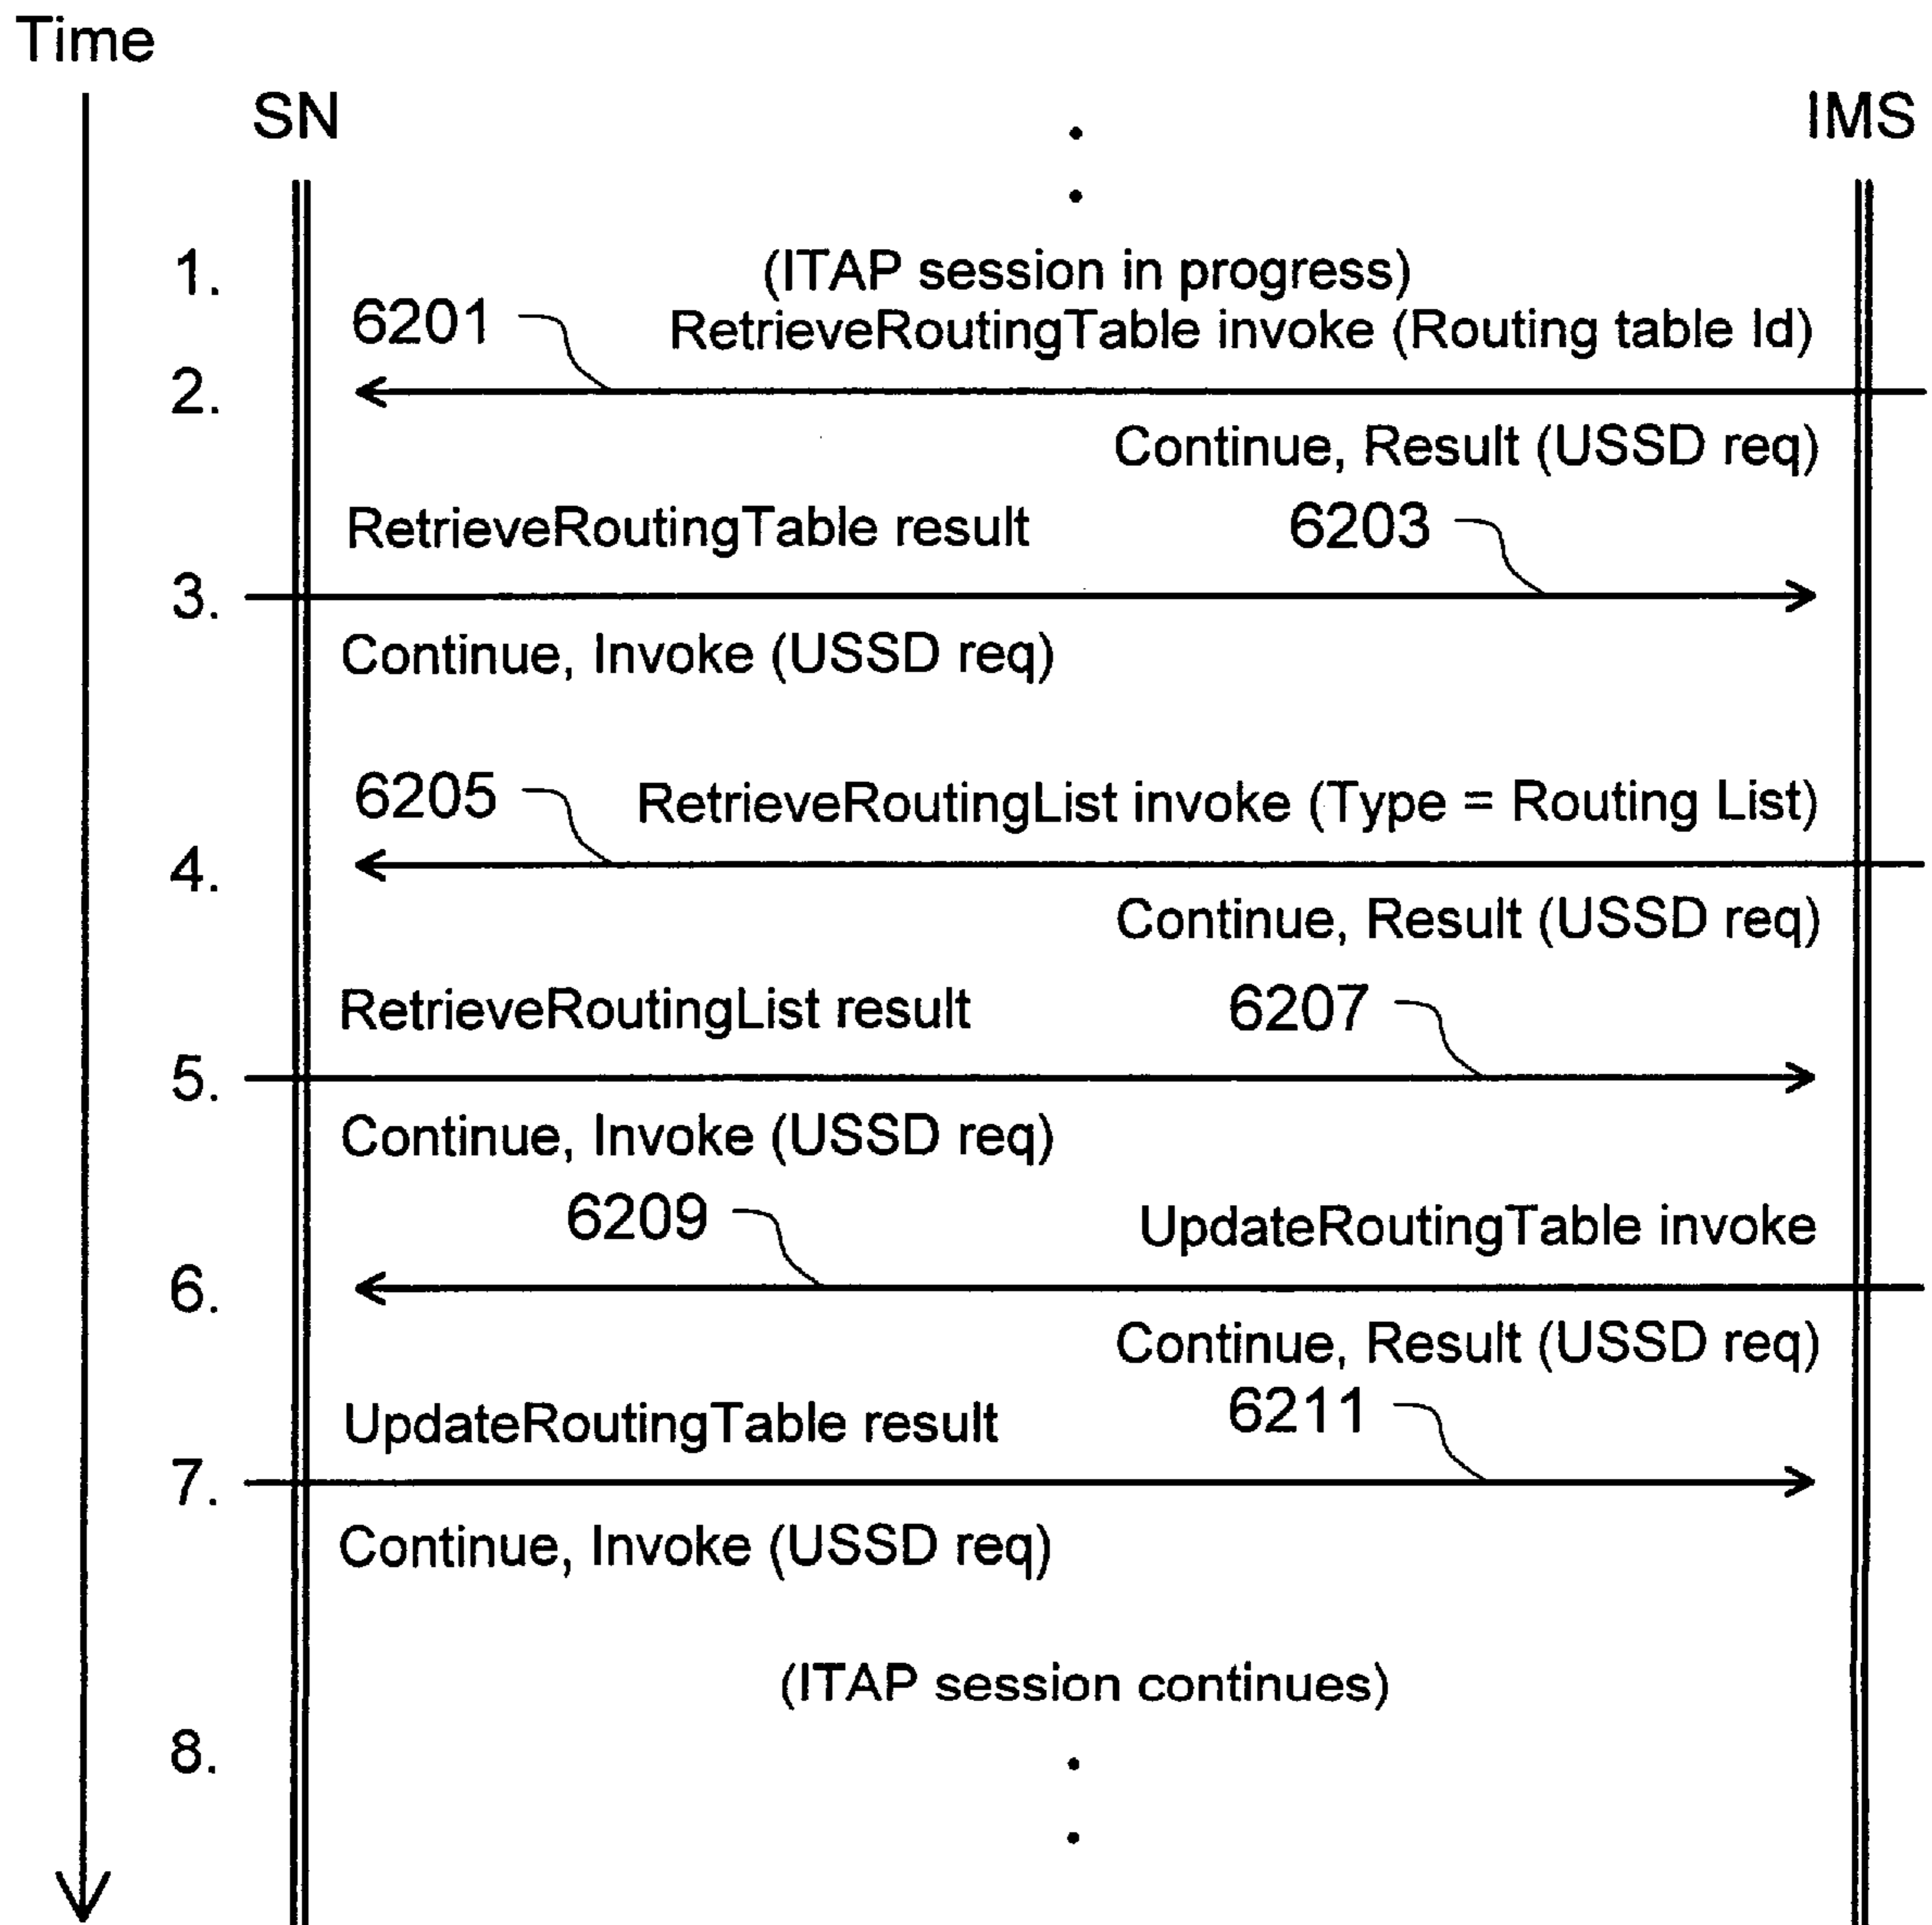 Time
SN
IMS
1.
(ITAP session in progress)
6201
RetrieveRoutingTable invoke (Routing table Id)
2.
Continue, Result (USSD req)
RetrieveRoutingTable result
6203
3.
Continue, Invoke (USSD req)
6205
RetrieveRoutingList invoke (Type = Routing List)
4.
Continue, Result (USSD req)
RetrieveRoutingList result
6207
5.
Continue, Invoke (USSD req)
6209
UpdateRoutingTable invoke
6.
Continue, Result (USSD req)
UpdateRoutingTable result
6211
7.
Continue, Invoke (USSD req)
(ITAP session continues)
8.